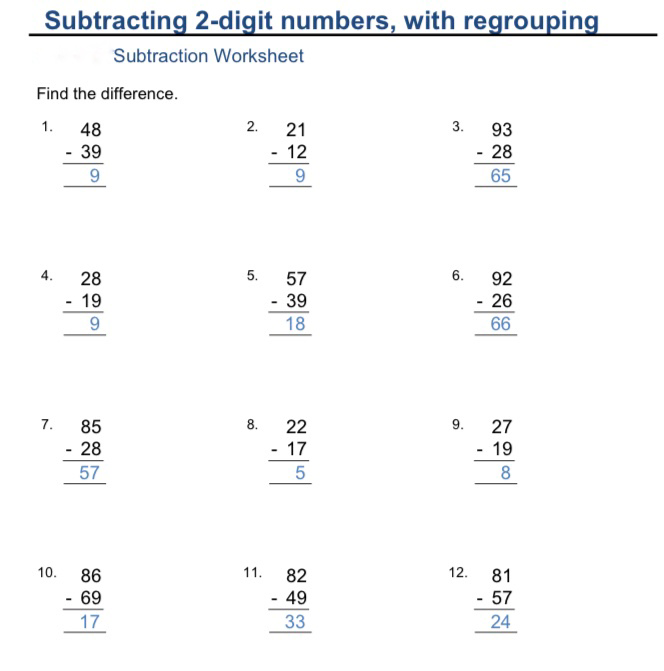 Subtracting 2-digit numbers, with regrouping
Subtraction Worksheet
Find the difference.
1. 48 2. 21 3. 93
- 39 - 12 - 28
9 9 65
4. 28 5. 57 6. 92
- 19 - 39 - 26
9 18 66
7. 85 8. 22 9. 27
- 28 - 17 - 19
57 5 8
10. 86 11. 82 12. 81
- 69 - 49 - 57
17 33 24